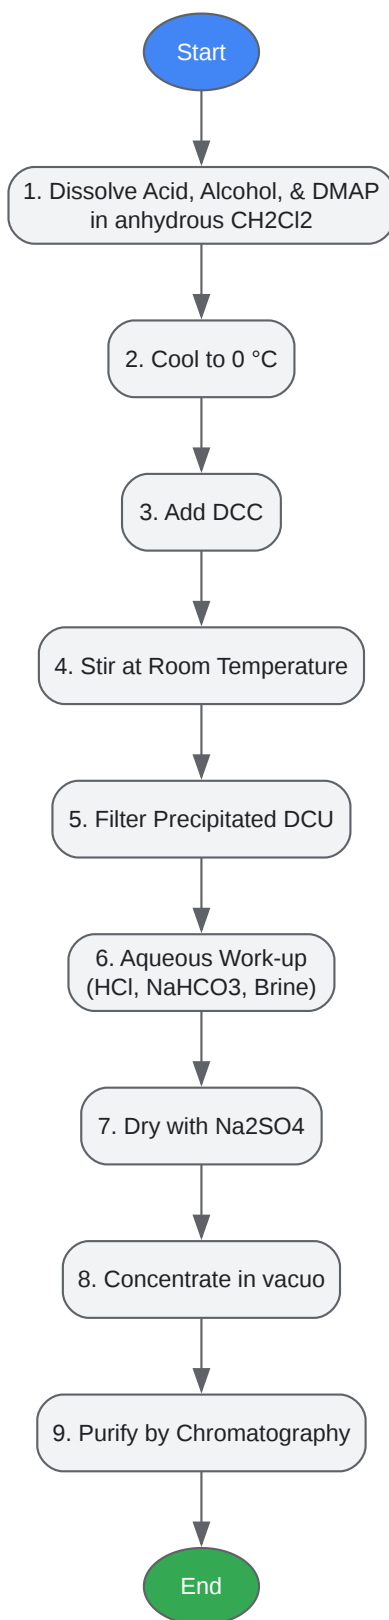 Start
1. Dissolve Acid, Alcohol, & DMAP
in anhydrous CH2Cl2
2. Cool to 0 °C
3. Add DCC
4. Stir at Room Temperature
5. Filter Precipitated DCU
6. Aqueous Work-up
(HCl, NaHCO3, Brine)
7. Dry with Na2SO4
8. Concentrate in vacuo
9. Purify by Chromatography
End